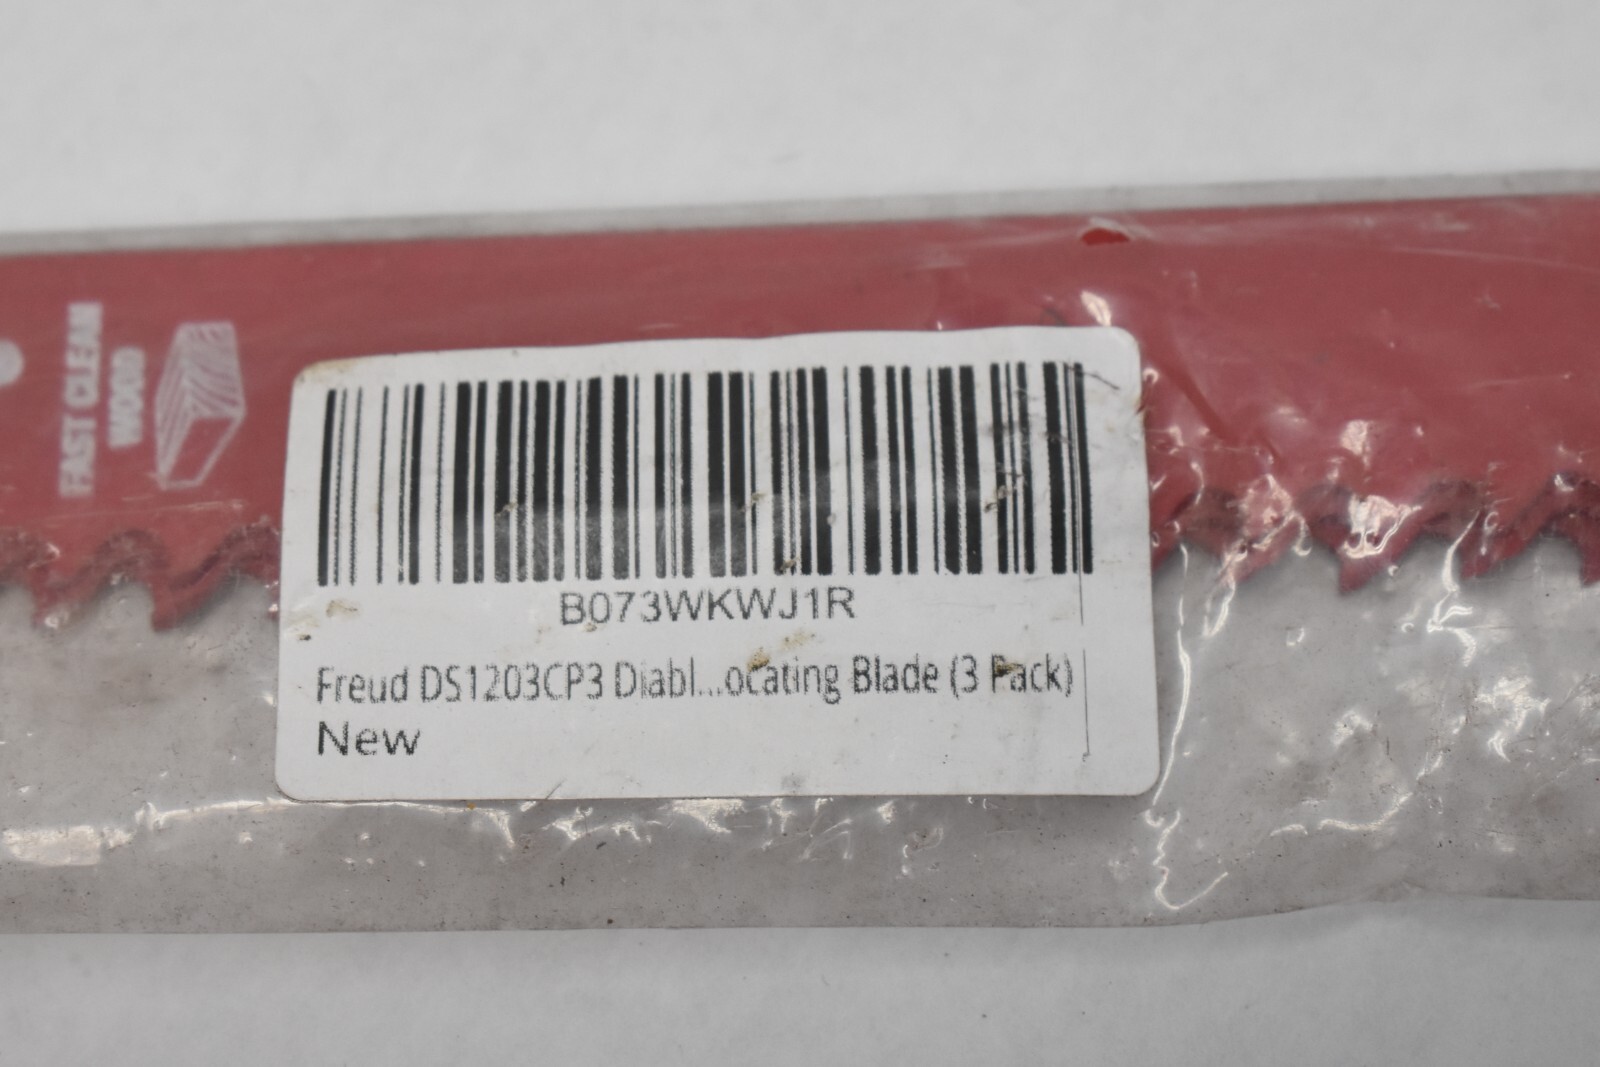 FAST CLEAN
WOOD
B073WKWJ1R
Freud DS1203CP3 Diabl...ocating Blade (3 Pack)
New